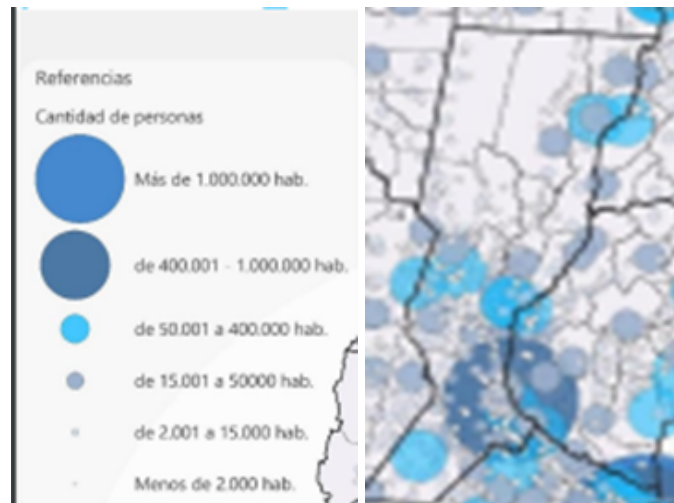 Referencias
Cantidad de personas
Más de 1.000.000 hab.
de 400.001 - 1.000.000 hab.
de 50.001 a 400.000 hab.
de 15.001 a 50000 hab.
de 2.001 a 15.000 hab.
Menos de 2.000 hab.